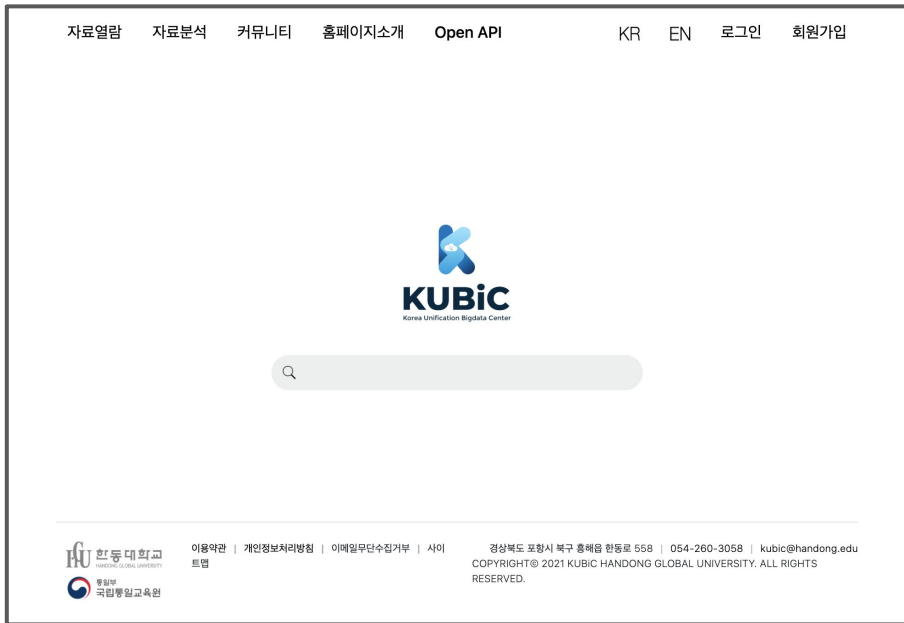 자료열람 자료분석 커뮤니티 홈페이지소개 Open API KR EN 로그인 회원가입
KUBiC
Korea Unification Bigdata Center
HGU 한동대학교
HANDONG GLOBAL UNIVERSITY
통일부
국립통일교육원
이용약관 | 개인정보처리방침 | 이메일무단수집거부 | 사이
트맵
경상북도 포항시 북구 흥해읍 한동로 558 | 054-260-3058 | kubic@handong.edu
COPYRIGHT© 2021 KUBiC HANDONG GLOBAL UNIVERSITY. ALL RIGHTS
RESERVED.